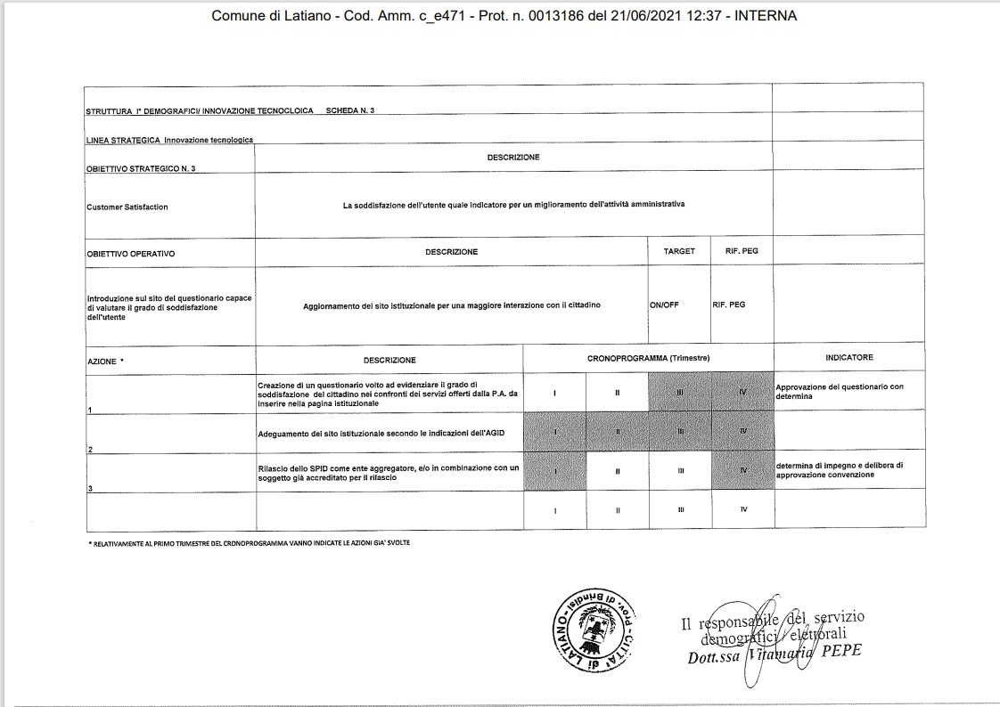 Comune di Latiano - Cod. Amm. c_e471 - Prot. n. 0013186 del 21/06/2021 12:37 - INTERNA
STRUTTURA I° DEMOGRAFICI/ INNOVAZIONE TECNOCLOICA SCHEDA N. 3
LINEA STRATEGICA Innovazione tecnologica
OBIETTIVO STRATEGICO N. 3
DESCRIZIONE
Customer Satisfaction
La soddisfazione dell'utente quale indicatore per un miglioramento dell'attività amministrativa
OBIETTIVO OPERATIVO
DESCRIZIONE
TARGET
RIF. PEG
Introduzione sul sito del questionario capace
di valutare il grado di soddisfazione
dell'utente
Aggiornamento del sito istituzionale per una maggiore interazione con il cittadino
ON/OFF
RIF. PEG
AZIONE *
DESCRIZIONE
CRONOPROGRAMMA (Trimestre)
INDICATORE
1
Creazione di un questionario volto ad evidenziare il grado di
soddisfazione del cittadino nei confronti dei servizi offerti dalla P.A. da
inserire nella pagina istituzionale
I
II
III
IV
Approvazione del questionario con
determina
2
Adeguamento del sito istituzionale secondo le indicazioni dell'AGID
I
II
III
IV
3
Rilascio dello SPID come ente aggregatore, e/o in combinazione con un
soggetto già accreditato per il rilascio
I
II
III
IV
determina di impegno e delibera di
approvazione convenzione
I
II
III
IV
* RELATIVAMENTE AL PRIMO TRIMESTRE DEL CRONOPROGRAMMA VANNO INDICATE LE AZIONI GIA' SVOLTE
CITTA' di LATIANO - Prov. di Brindisi -
Il responsabile del servizio
demografici elettorali
Dott.ssa Vitamaria PEPE